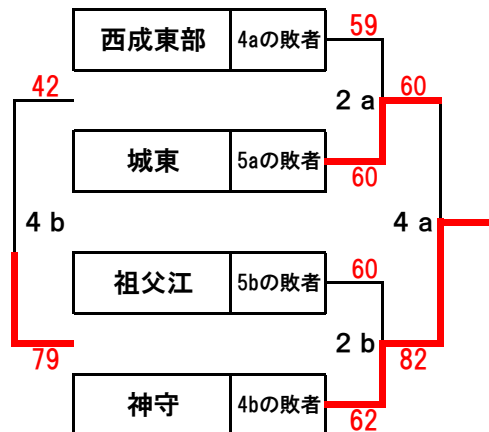 西成東部 4aの敗者 59
42 2 a 60
城東 5aの敗者 60
4 b 4 a
祖父江 5bの敗者 60
79 2 b 82
神守 4bの敗者 62